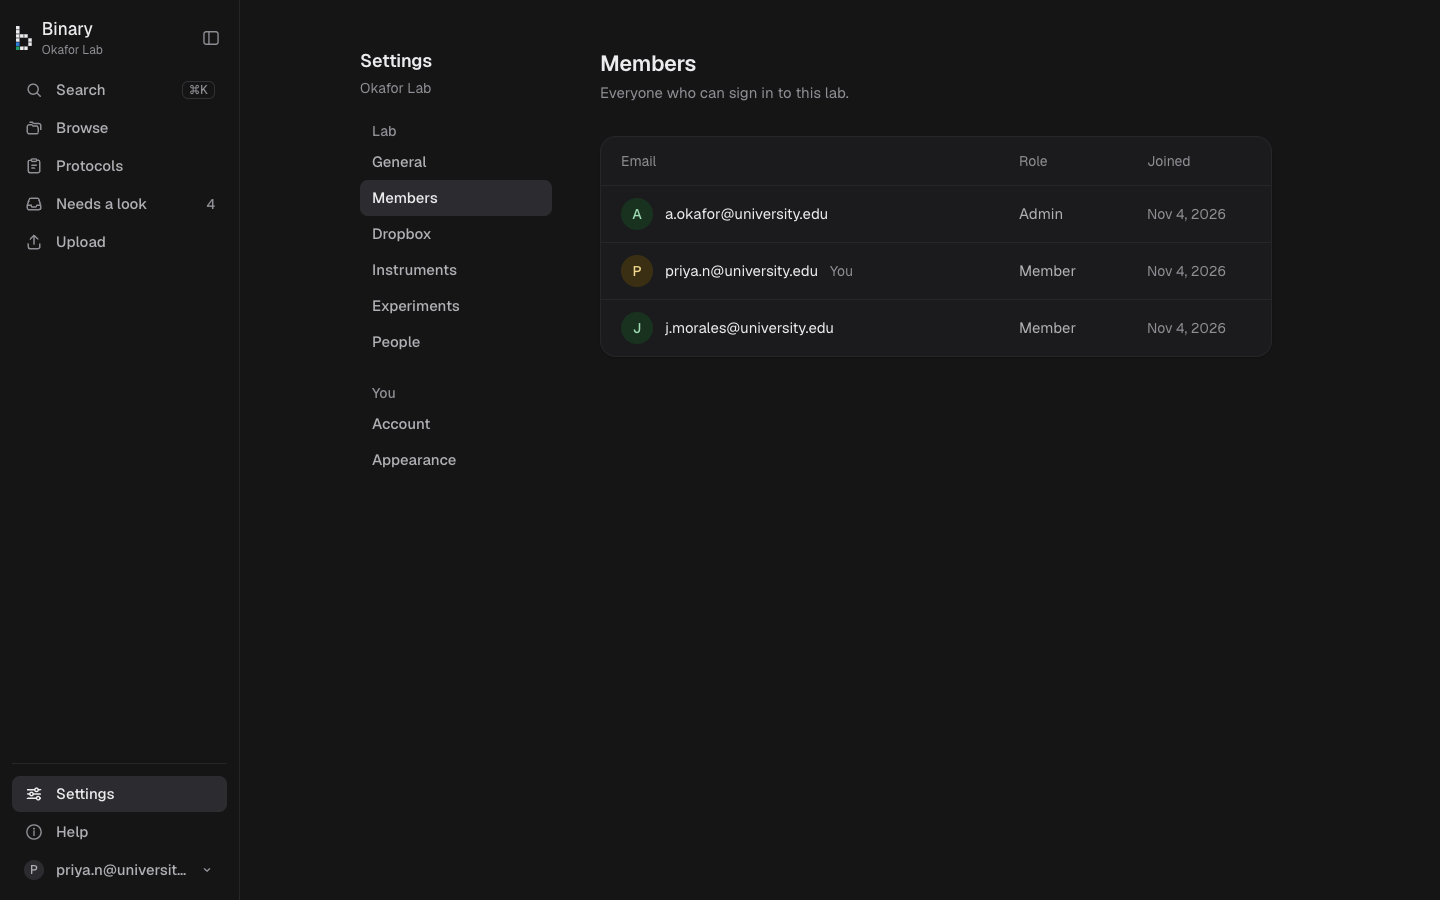 Binary
Okafor Lab
Search ⌘K
Browse
Protocols
Needs a look 4
Upload
Settings
Help
P priya.n@universit...
Settings
Okafor Lab
Lab
General
Members
Dropbox
Instruments
Experiments
People
You
Account
Appearance
Members
Everyone who can sign in to this lab.
Email Role Joined
A a.okafor@university.edu Admin Nov 4, 2026
P priya.n@university.edu You Member Nov 4, 2026
J j.morales@university.edu Member Nov 4, 2026